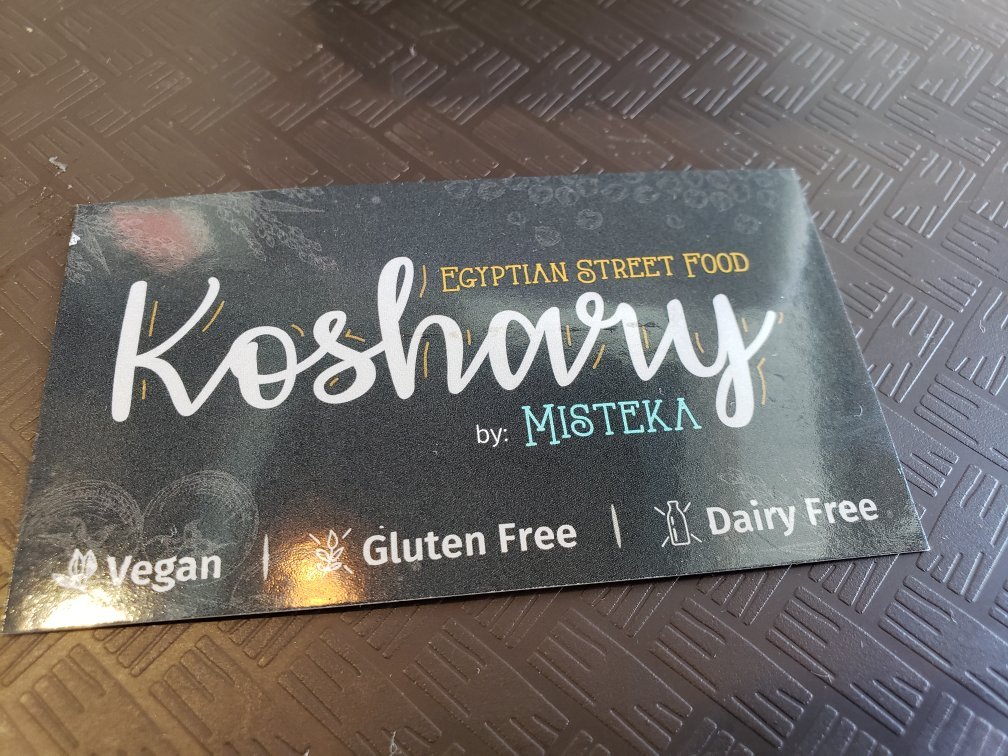 Egyptian Street Food
Koshary
by: Misteka
Vegan | Gluten Free | Dairy Free